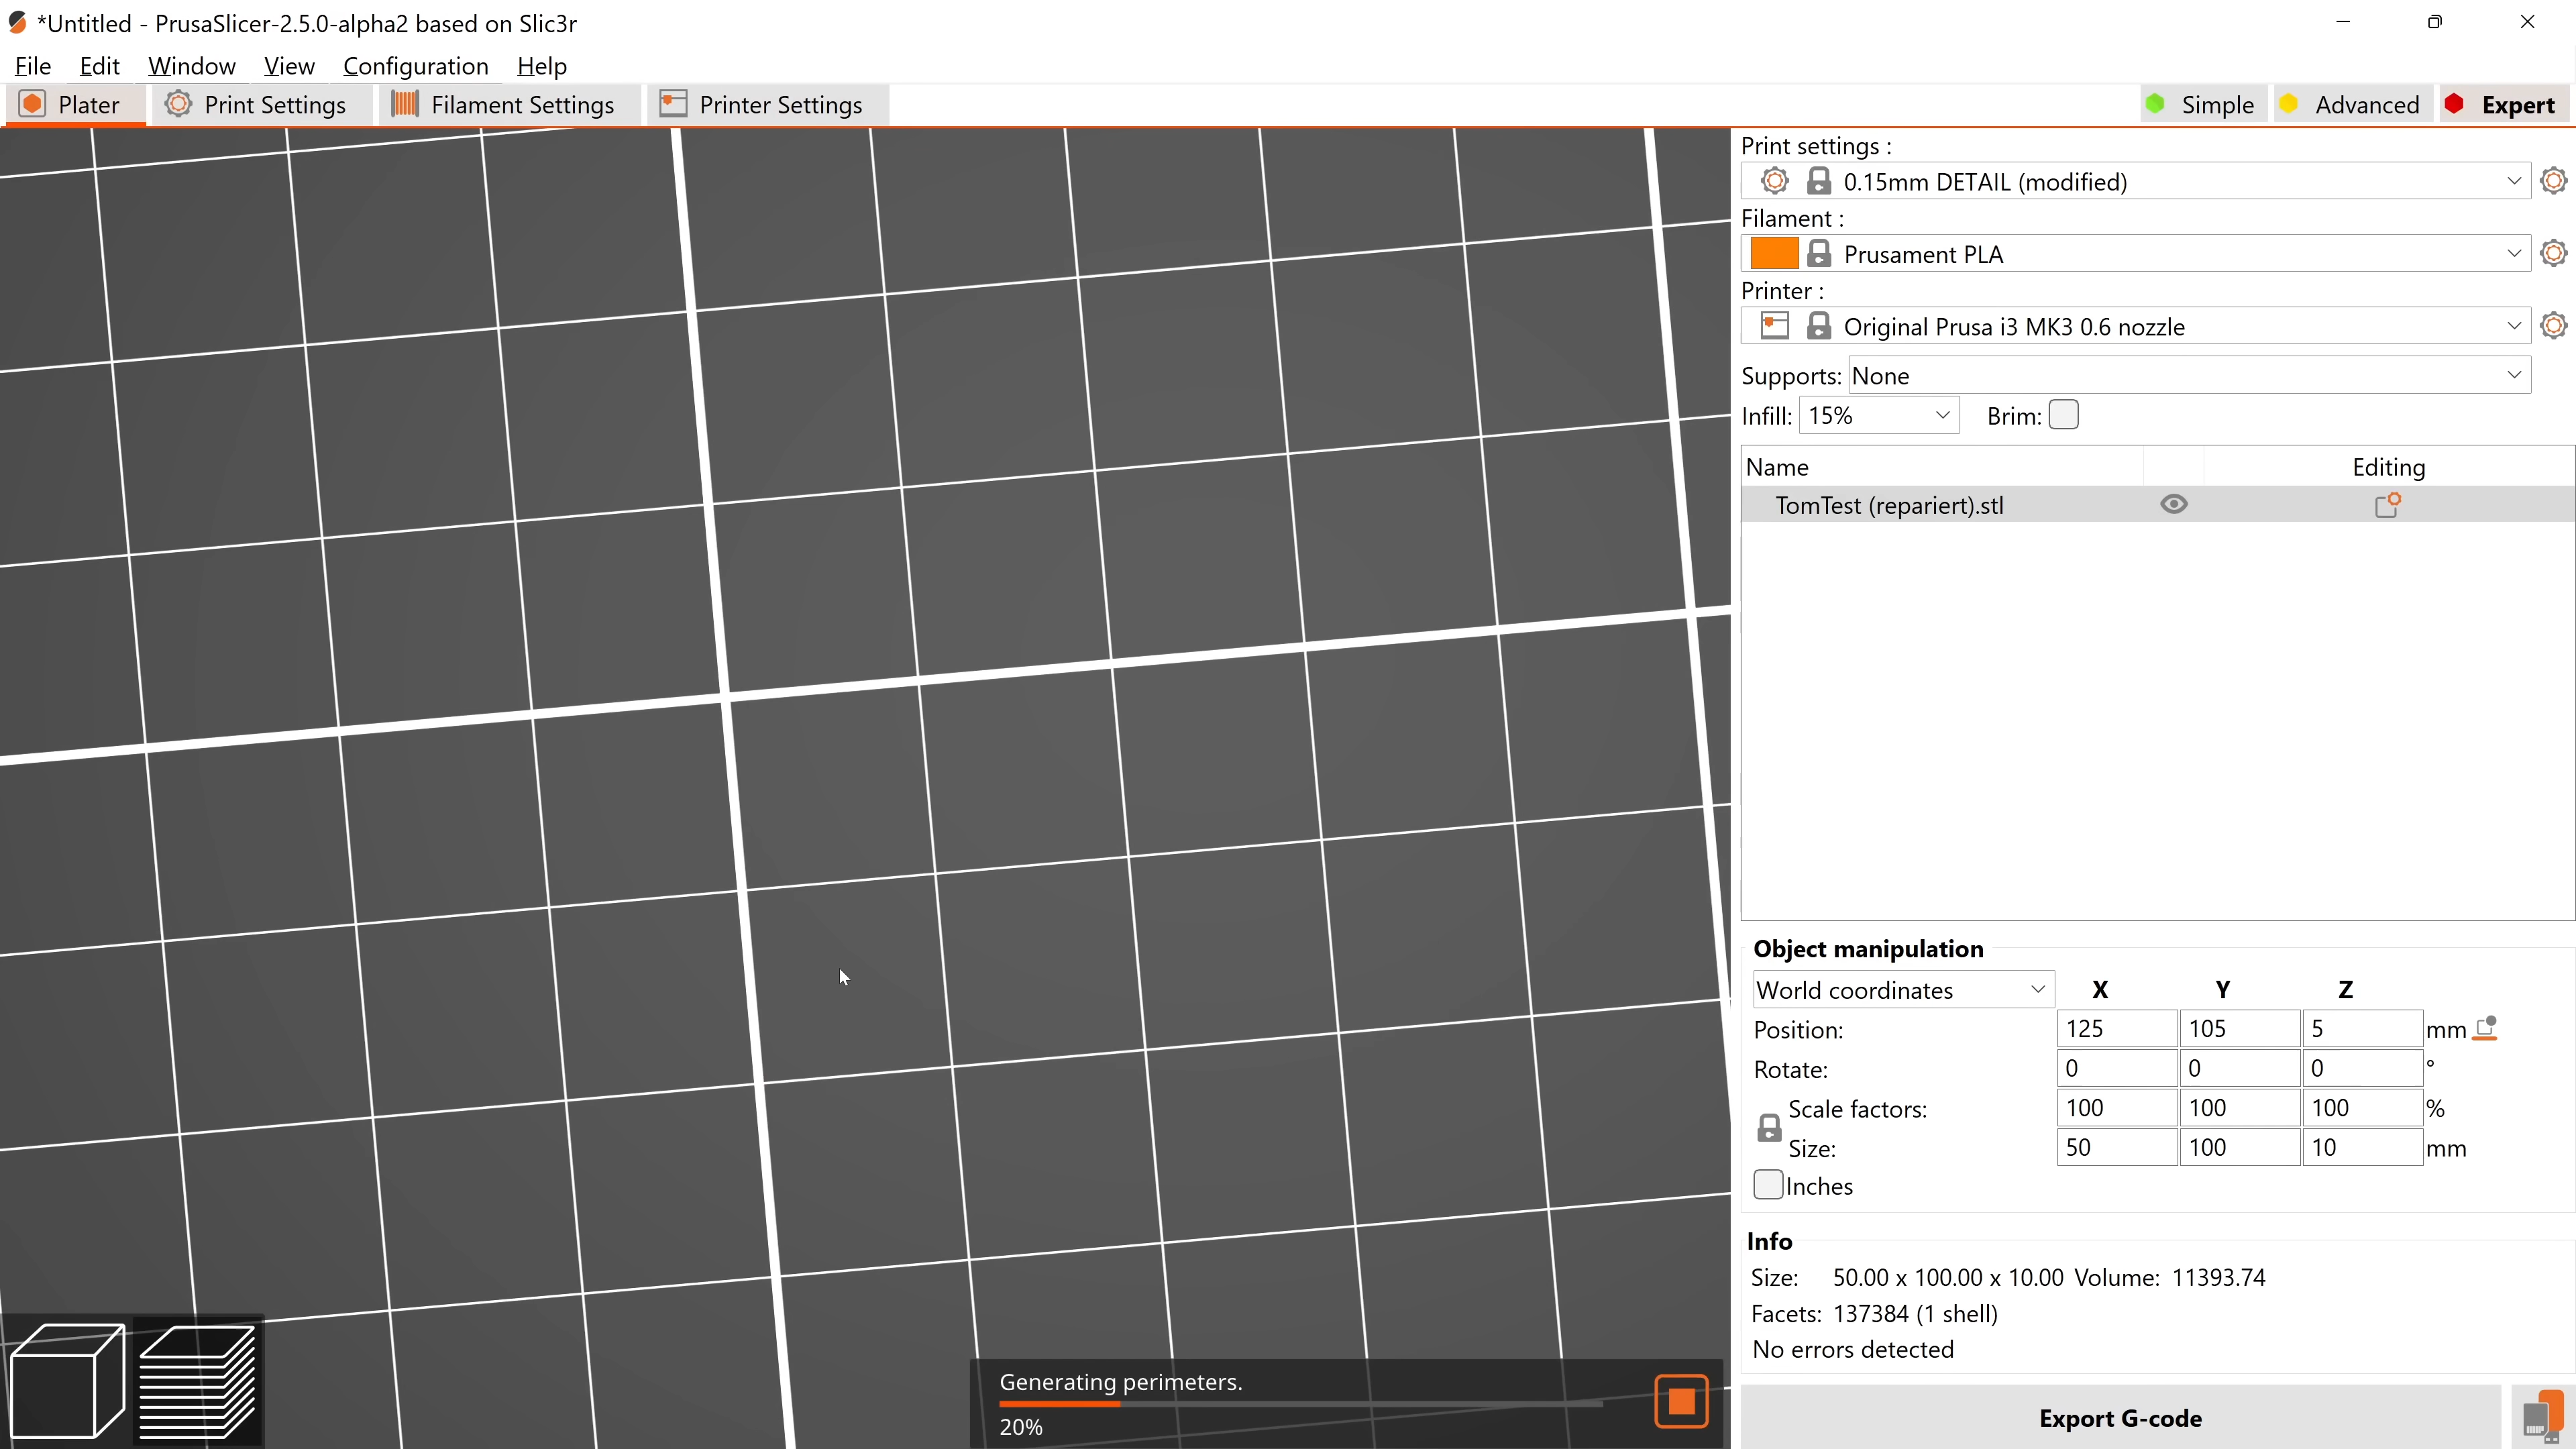 *Untitled - PrusaSlicer-2.5.0-alpha2 based on Slic3r
File Edit Window View Configuration Help
Plater Print Settings Filament Settings Printer Settings Simple Advanced Expert
Print settings :
0.15mm DETAIL (modified)
Filament :
Prusament PLA
Printer :
Original Prusa i3 MK3 0.6 nozzle
Supports: None
Infill: 15% Brim:
Name Editing
TomTest (repariert).stl
Object manipulation
World coordinates X Y Z
Position: 125 105 5 mm
Rotate: 0 0 0 °
Scale factors: 100 100 100 %
Size: 50 100 10 mm
Inches
Info
Size: 50.00 x 100.00 x 10.00 Volume: 11393.74
Facets: 137384 (1 shell)
No errors detected
Generating perimeters.
20%
Export G-code